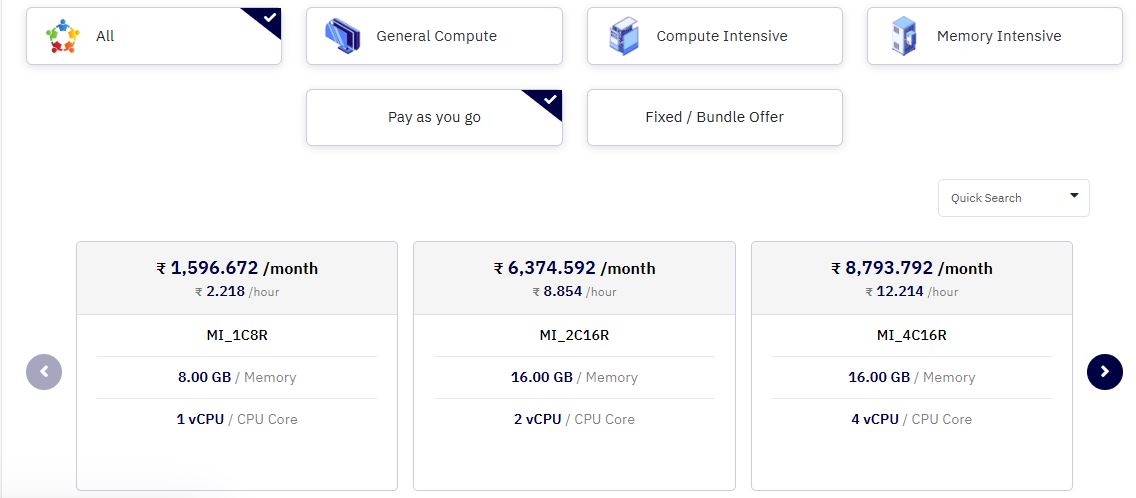 All
General Compute
Compute Intensive
Memory Intensive
Pay as you go
Fixed / Bundle Offer
Quick Search
₹ 1,596.672 /month
₹ 2.218 /hour
MI_1C8R
8.00 GB / Memory
1 vCPU / CPU Core
₹ 6,374.592 /month
₹ 8.854 /hour
MI_2C16R
16.00 GB / Memory
2 vCPU / CPU Core
₹ 8,793.792 /month
₹ 12.214 /hour
MI_4C16R
16.00 GB / Memory
4 vCPU / CPU Core